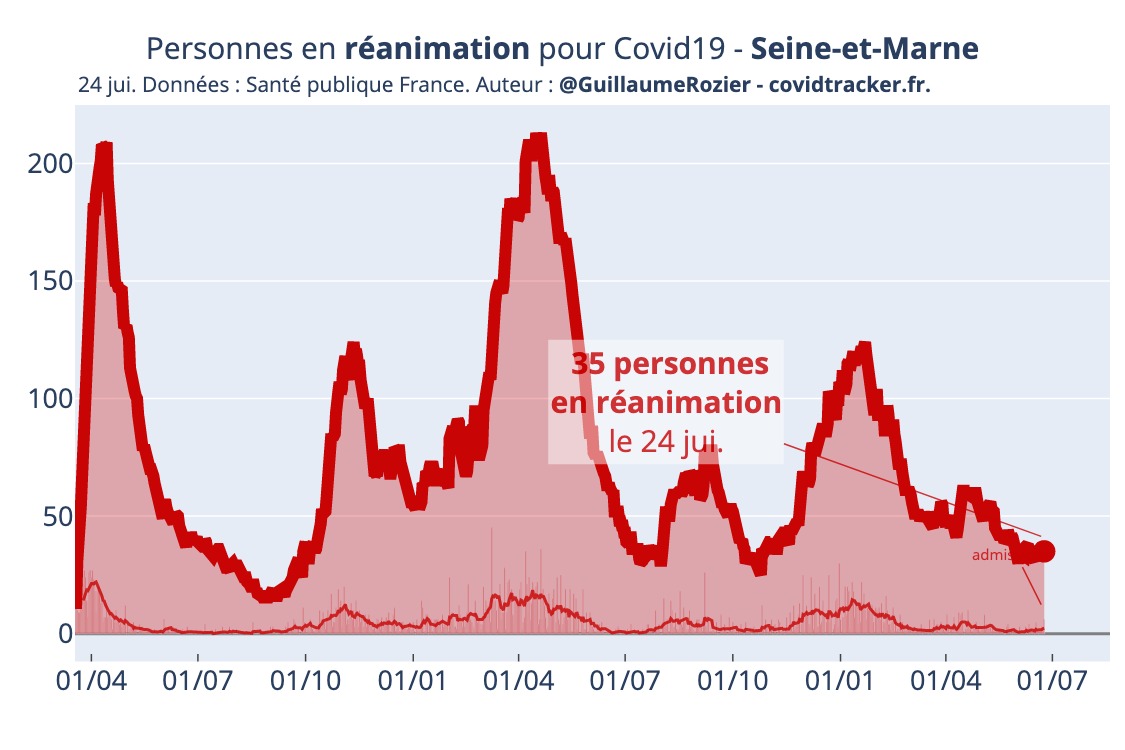 Personnes en réanimation pour Covid19 - Seine-et-Marne
24 jui. Données : Santé publique France. Auteur : @GuillaumeRozier - covidtracker.fr.
200
150
100
50
0
35 personnes
en réanimation
le 24 jui.
01/04 01/07 01/10 01/01 01/04 01/07 01/10 01/01 01/04 01/07